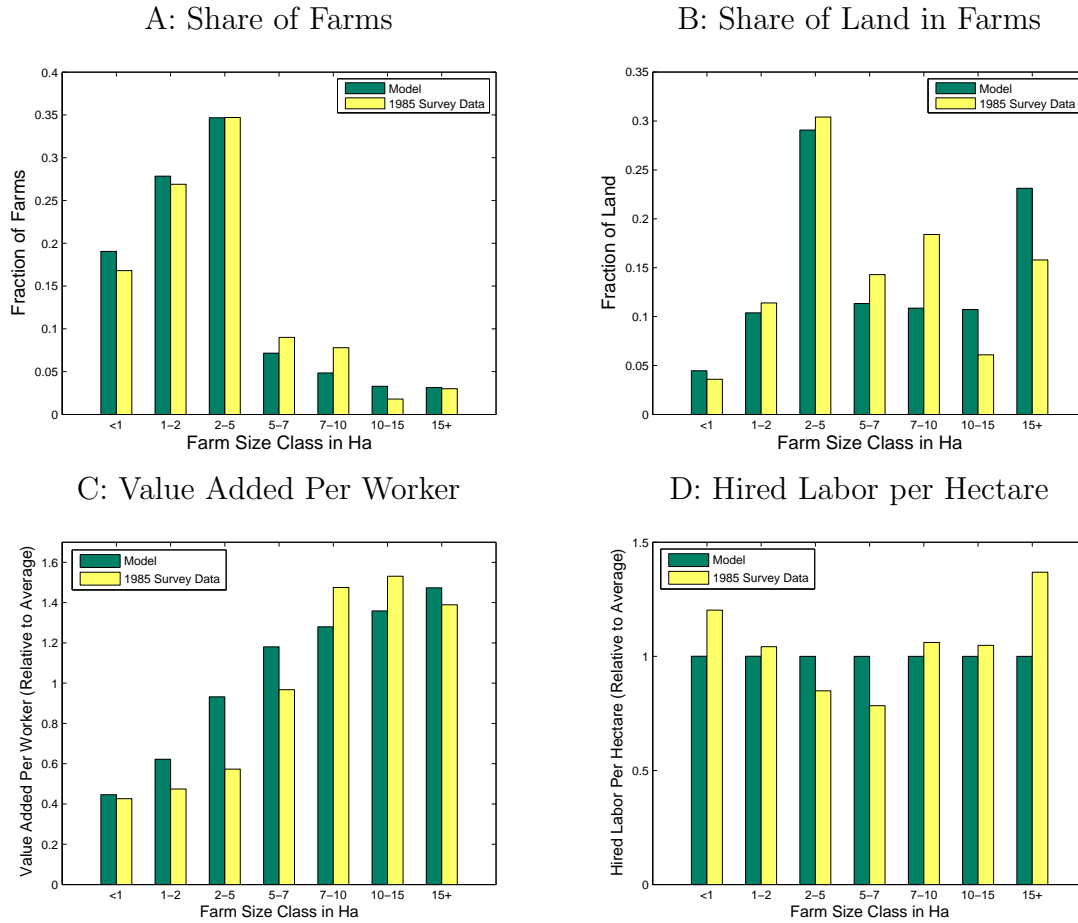 A: Share of Farms
0.4
0.35
0.3
0.25
0.2
0.15
0.1
0.05
0
Fraction of Farms
Model
1985 Survey Data
<1 1−2 2−5 5−7 7−10 10−15 15+
Farm Size Class in Ha
B: Share of Land in Farms
0.35
0.3
0.25
0.2
0.15
0.1
0.05
0
Fraction of Land
Model
1985 Survey Data
<1 1−2 2−5 5−7 7−10 10−15 15+
Farm Size Class in Ha
C: Value Added Per Worker
1.6
1.4
1.2
1
0.8
0.6
0.4
0.2
0
Value Added Per Worker (Relative to Average)
Model
1985 Survey Data
<1 1−2 2−5 5−7 7−10 10−15 15+
Farm Size Class in Ha
D: Hired Labor per Hectare
1.5
1
0.5
0
Hired Labor Per Hectare (Relative to Average)
Model
1985 Survey Data
<1 1−2 2−5 5−7 7−10 10−15 15+
Farm Size Class in Ha